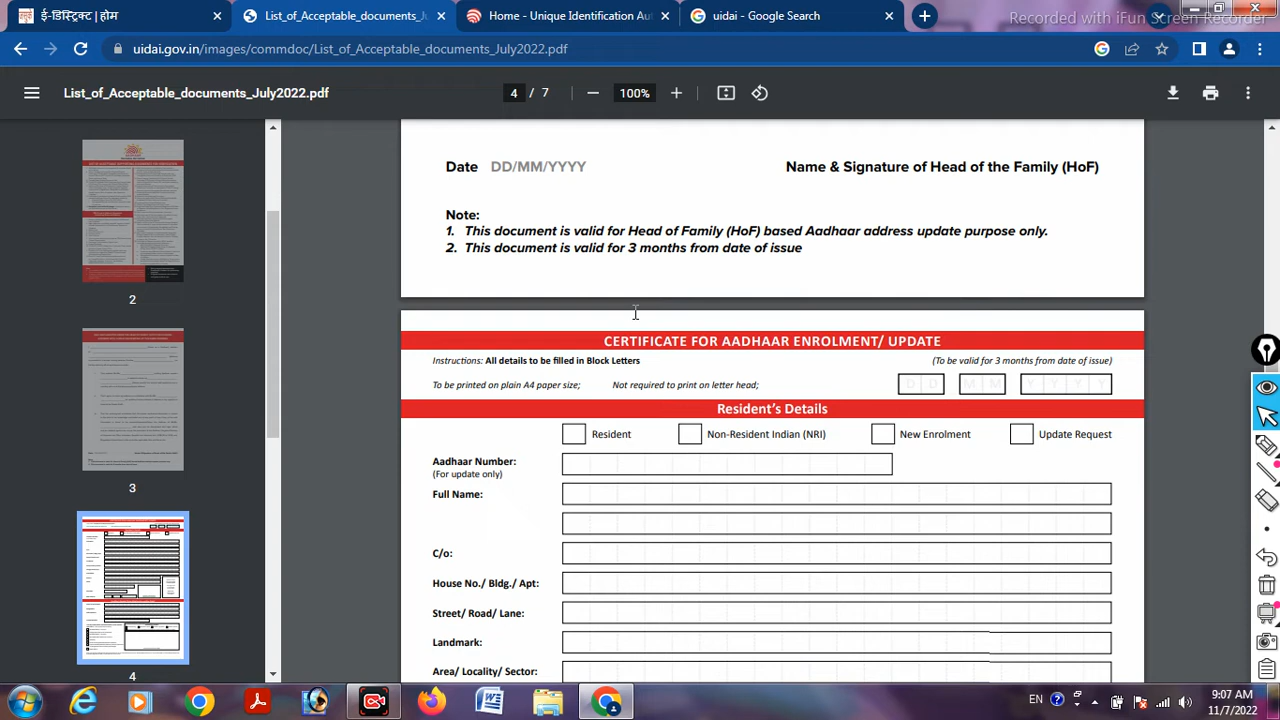 ई-डिस्ट्रिक्ट | होम
List_of_Acceptable_documents_Ju
Home - Unique Identification Aut
uidai - Google Search
Recorded with iFun Screen Recorder
uidai.gov.in/images/commdoc/List_of_Acceptable_documents_July2022.pdf
List_of_Acceptable_documents_July2022.pdf
4 / 7
100%
Date DD/MM/YYYY
Name & Signature of Head of the Family (HoF)
Note:
1. This document is valid for Head of Family (HoF) based Aadhaar address update purpose only.
2. This document is valid for 3 months from date of issue
2
3
4
CERTIFICATE FOR AADHAAR ENROLMENT/ UPDATE
Instructions: All details to be filled in Block Letters
(To be valid for 3 months from date of issue)
To be printed on plain A4 paper size; Not required to print on letter head;
D D M M Y Y Y Y
Resident's Details
Resident Non-Resident Indian (NRI) New Enrolment Update Request
Aadhaar Number:
(For update only)
Full Name:
C/o:
House No./ Bldg./ Apt:
Street/ Road/ Lane:
Landmark:
Area/ Locality/ Sector:
EN
9:07 AM
11/7/2022